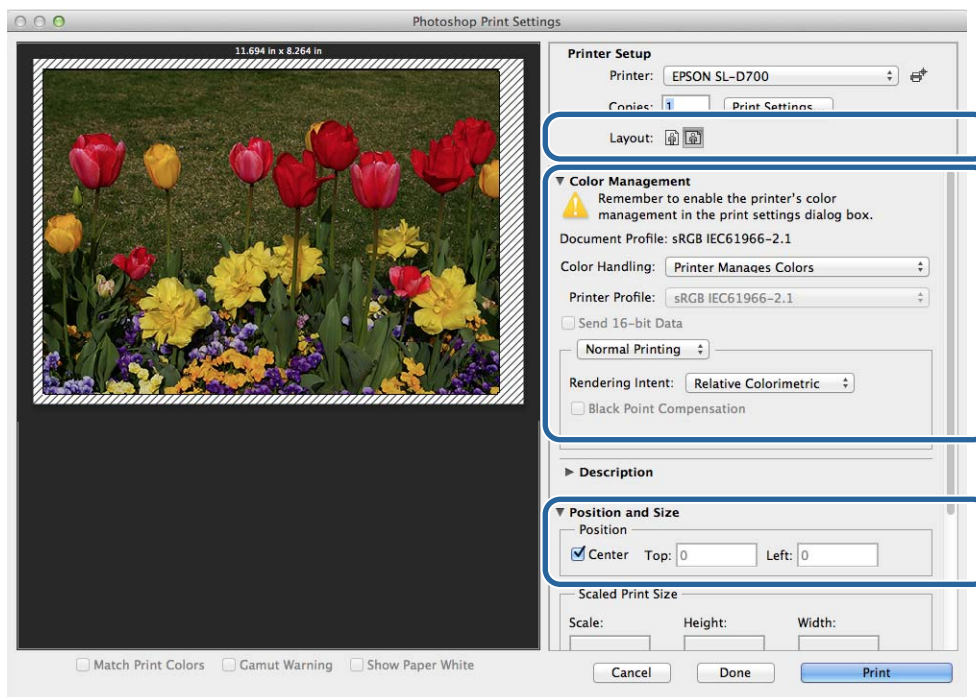 Photoshop Print Settings
11.694 in x 8.264 in
Printer Setup
Printer: EPSON SL-D700
Copies: 1 Print Settings...
Layout:
Color Management
Remember to enable the printer's color
management in the print settings dialog box.
Document Profile: sRGB IEC61966-2.1
Color Handling: Printer Manages Colors
Printer Profile: sRGB IEC61966-2.1
Send 16-bit Data
Normal Printing
Rendering Intent: Relative Colorimetric
Black Point Compensation
Description
Position and Size
Position
Center Top: 0 Left: 0
Scaled Print Size
Scale: Height: Width:
Match Print Colors Gamut Warning Show Paper White
Cancel Done Print